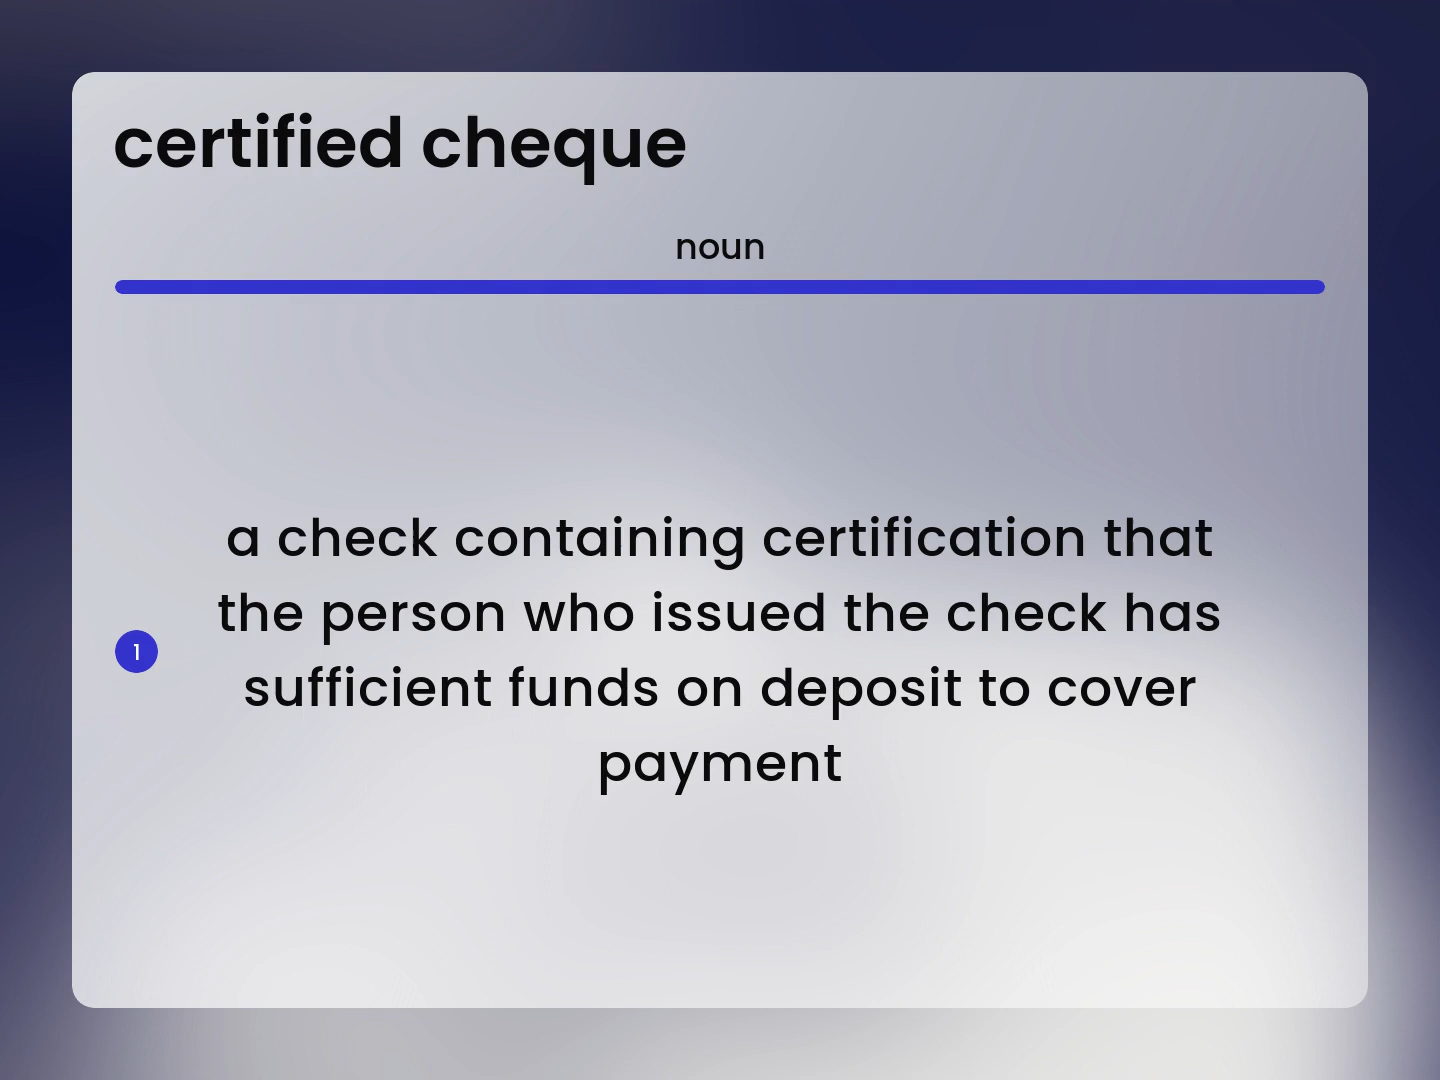 certified cheque
noun
1
a check containing certification that
the person who issued the check has
sufficient funds on deposit to cover
payment